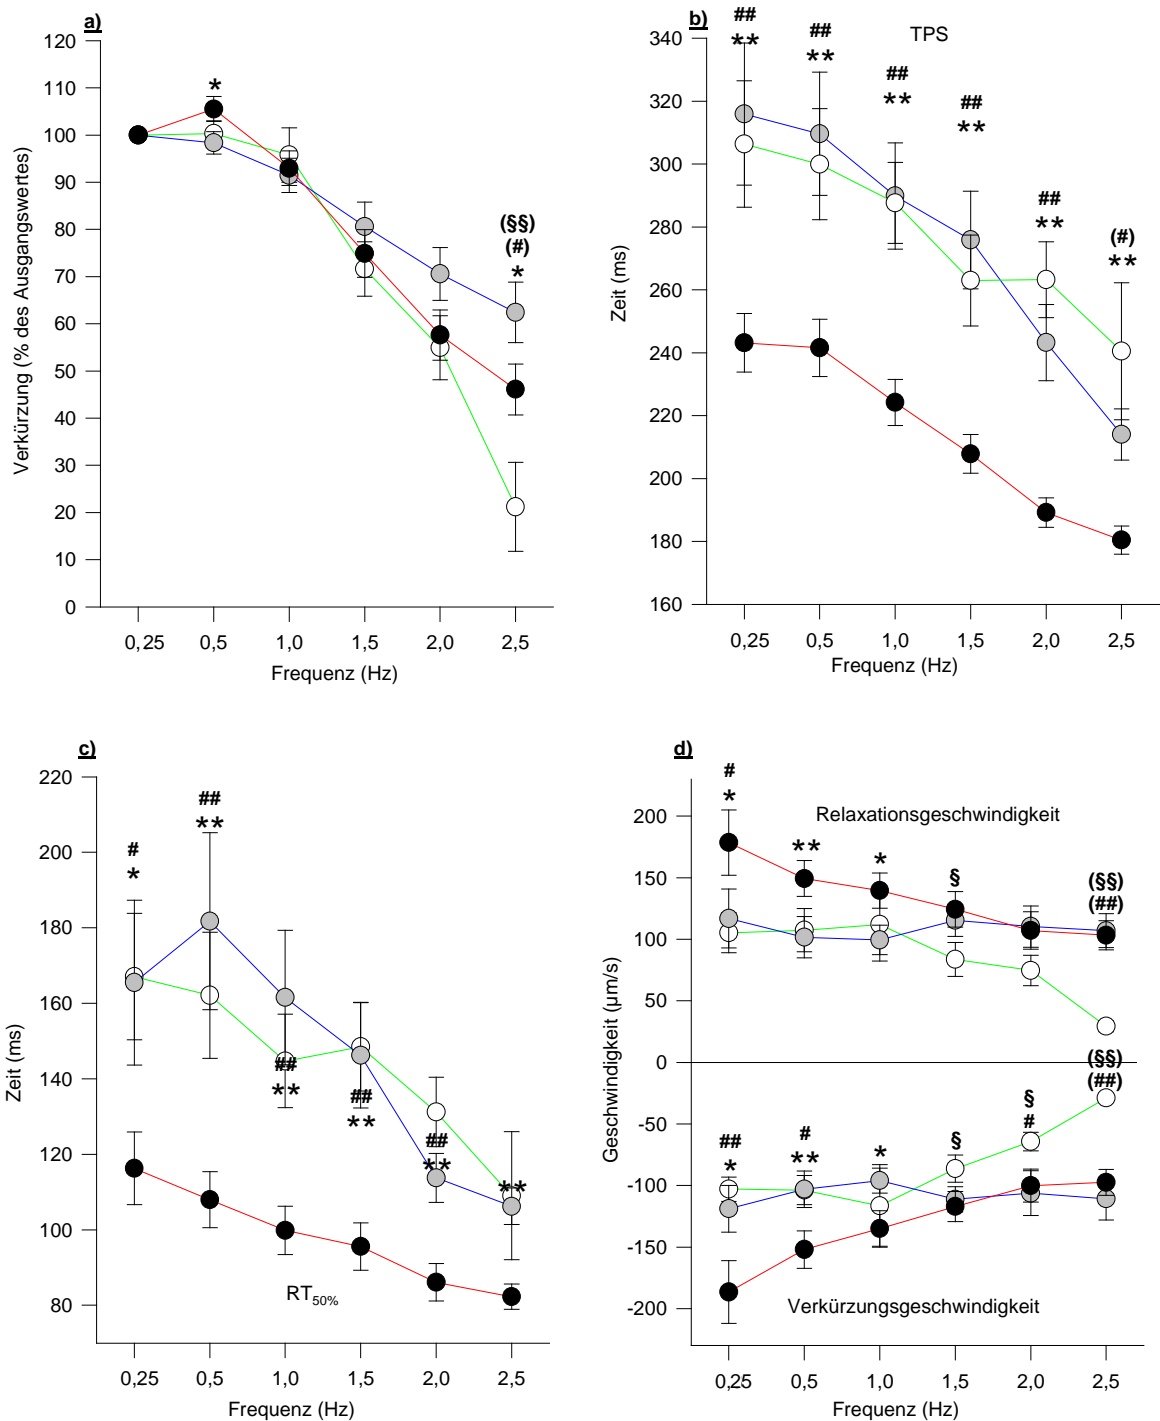 a)
120
110
100
90
80
70
60
50
40
30
20
10
0
Verkürzung (% des Ausgangswertes)
*
(§§)
(#)
*
0,25 0,5 1,0 1,5 2,0 2,5
Frequenz (Hz)
b)
TPS
340
320
300
280
260
240
220
200
180
160
Zeit (ms)
## ## ## ## ## (#)
** ** ** ** ** **
0,25 0,5 1,0 1,5 2,0 2,5
Frequenz (Hz)
c)
220
200
180
160
140
120
100
80
Zeit (ms)
# ## ## ## ##
* ** ** ** ** **
RT50%
0,25 0,5 1,0 1,5 2,0 2,5
Frequenz (Hz)
d)
200
150
100
50
0
-50
-100
-150
-200
Geschwindigkeit (µm/s)
#
*
Relaxationsgeschwindigkeit
** * § (§§)
(##)
(§§)
(##)
§
#
## # * §
* **
Verkürzungsgeschwindigkeit
0,25 0,5 1,0 1,5 2,0 2,5
Frequenz (Hz)